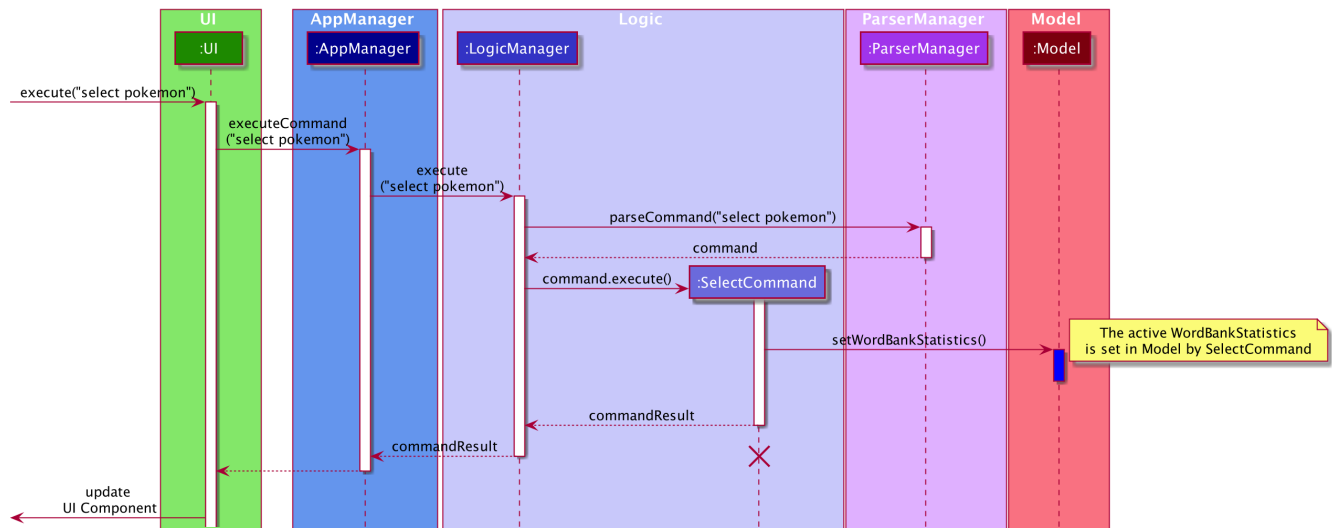 UI
AppManager
Logic
ParserManager
Model
:UI
:AppManager
:LogicManager
:ParserManager
:Model
execute("select pokemon")
executeCommand
("select pokemon")
execute
("select pokemon")
parseCommand("select pokemon")
command
command.execute()
:SelectCommand
The active WordBankStatistics
is set in Model by SelectCommand
setWordBankStatistics()
commandResult
commandResult
update
UI Component